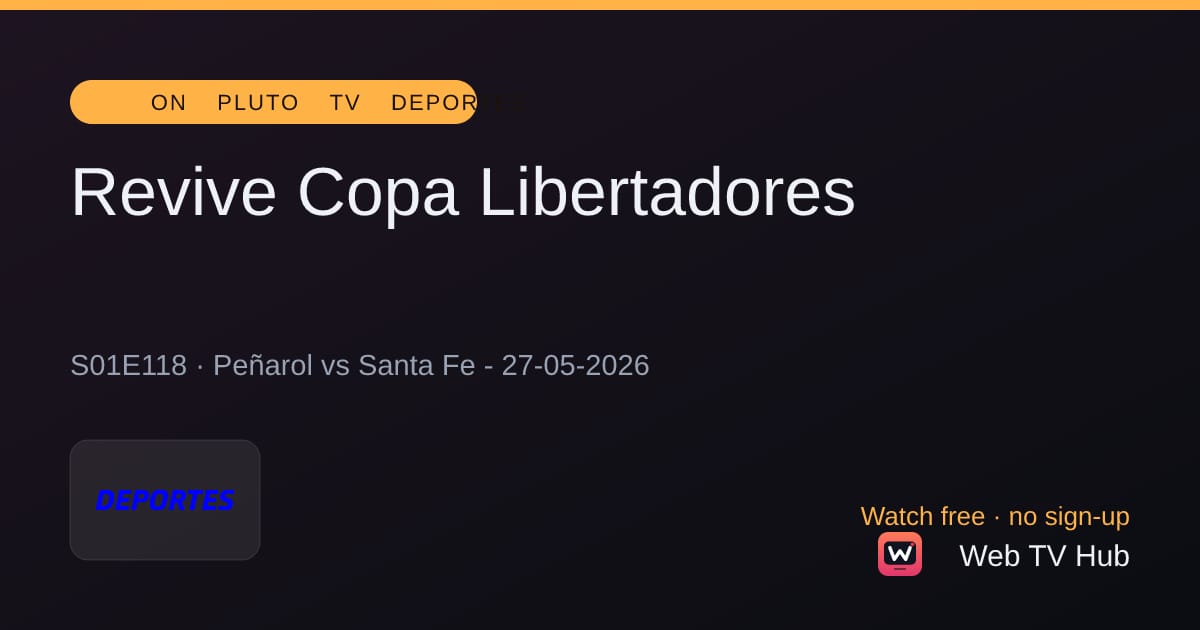 ON PLUTO TV DEPORTES
Revive Copa Libertadores
S01E118 · Peñarol vs Santa Fe - 27-05-2026
DEPORTES
Watch free · no sign-up
W
Web TV Hub